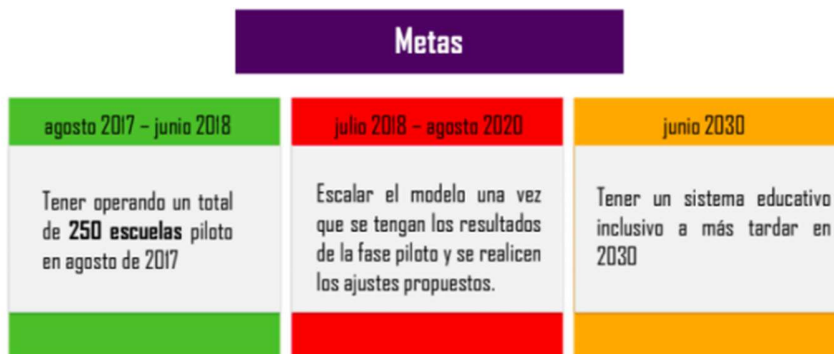 Metas
agosto 2017 – junio 2018
Tener operando un total
de 250 escuelas piloto
en agosto de 2017
julio 2018 – agosto 2020
Escalar el modelo una vez
que se tengan los resultados
de la fase piloto y se realicen
los ajustes propuestos.
junio 2030
Tener un sistema educativo
inclusivo a más tardar en
2030